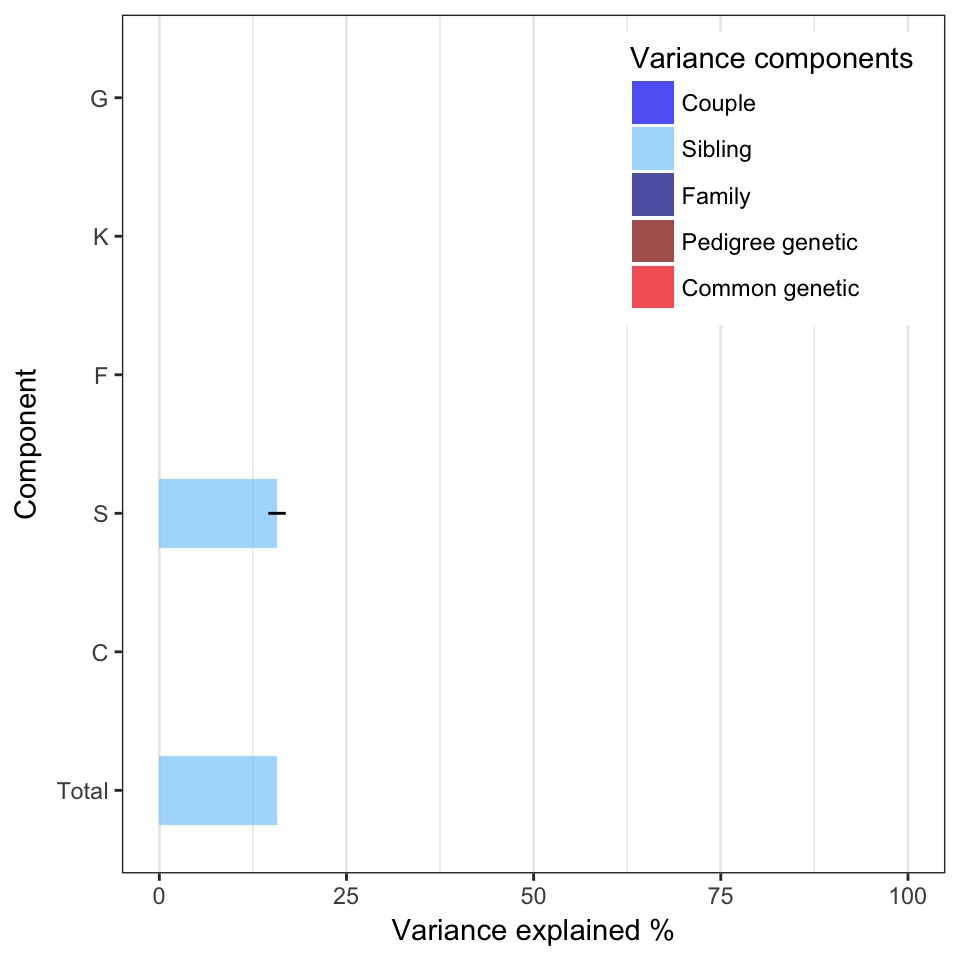 Variance components
Couple
Sibling
Family
Pedigree genetic
Common genetic
G
K
F
S
C
Total
Component
0 25 50 75 100
Variance explained %